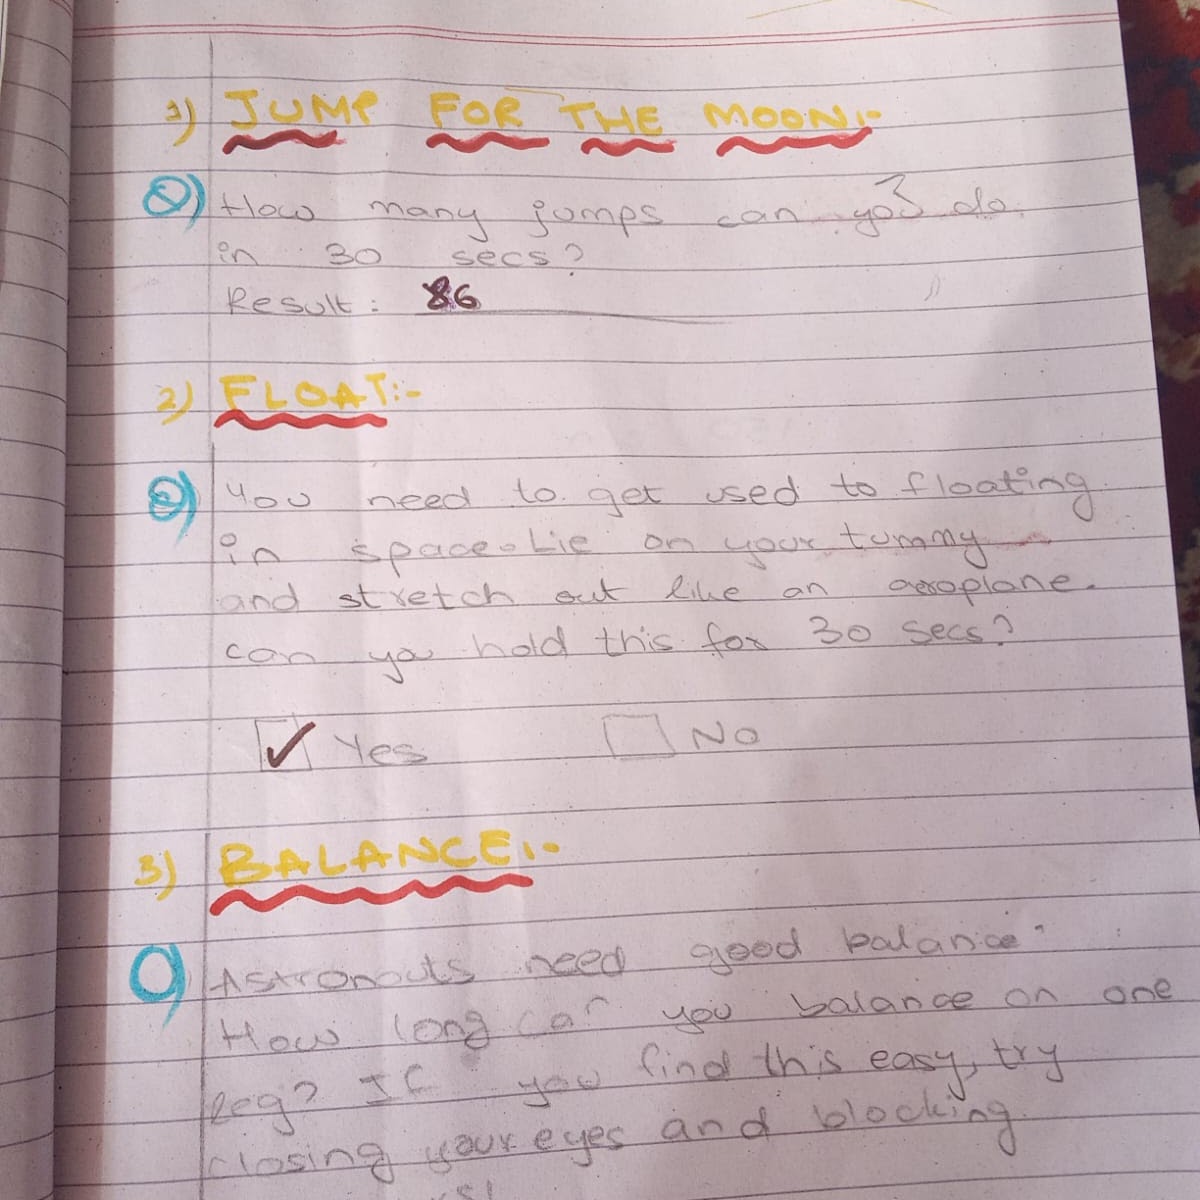 1) JUMP FOR THE MOON:-
Q) How many jumps can you do
in 30 secs?
Result: 86
2) FLOAT:-
Q) You need to get used to floating
in space. Lie on your tummy
and stretch out like an aeroplane.
can you hold this for 30 secs?
Yes No
3) BALANCE:-
Q) Astronauts need good balance.
How long can you balance on one
leg? If you find this easy, try
closing your eyes and blocking